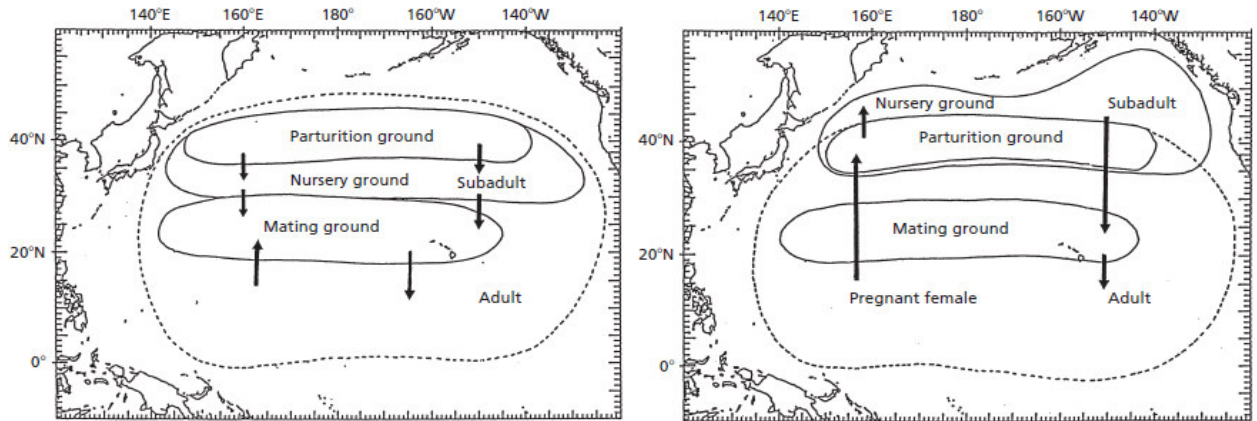 140°E 160°E 180° 160°W 140°W
40°N
20°N
0°
Parturition ground
Nursery ground
Subadult
Mating ground
Adult
140°E 160°E 180° 160°W 140°W
40°N
20°N
0°
Nursery ground
Subadult
Parturition ground
Mating ground
Pregnant female
Adult